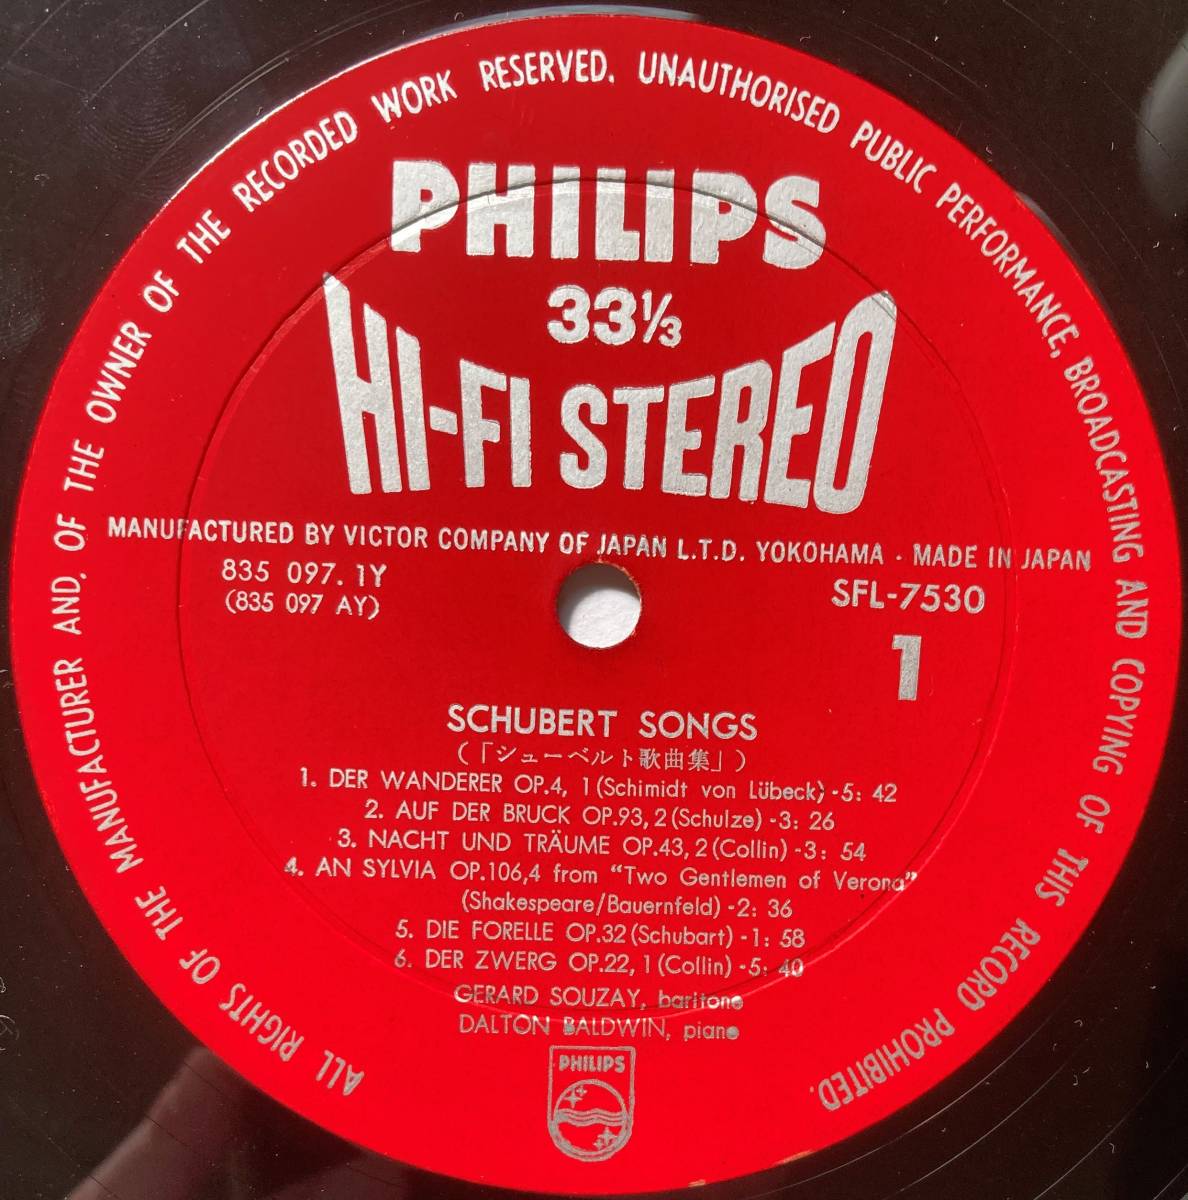 ALL RIGHTS OF THE MANUFACTURER AND. OF THE OWNER OF THE RECORDED WORK RESERVED. UNAUTHORISED PUBLIC PERFORMANCE, BROADCASTING AND COPYING OF THIS RECORD PROHIBITED.
PHILIPS
33⅓
HI-FI STEREO
MANUFACTURED BY VICTOR COMPANY OF JAPAN L.T.D. YOKOHAMA · MADE IN JAPAN
835 097. 1Y
(835 097 AY)
SFL-7530
1
SCHUBERT SONGS
(「シューベルト歌曲集」)
1. DER WANDERER OP.4, 1 (Schimidt von Lübeck) -5: 42
2. AUF DER BRUCK OP.93, 2 (Schulze) -3: 26
3. NACHT UND TRÄUME OP.43, 2 (Collin) -3: 54
4. AN SYLVIA OP.106,4 from "Two Gentlemen of Verona"
(Shakespeare/Bauernfeld) -2: 36
5. DIE FORELLE OP.32 (Schubart) -1: 58
6. DER ZWERG OP.22, 1 (Collin) -5: 40
GERARD SOUZAY, baritone
DALTON BALDWIN, piano
PHILIPS